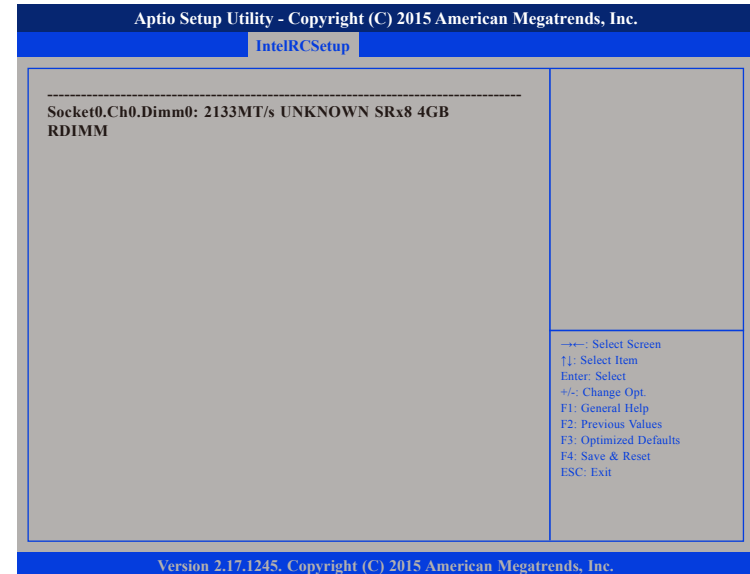 Aptio Setup Utility - Copyright (C) 2015 American Megatrends, Inc.
IntelRCSetup
--------------------------------------------------------------------------------
Socket0.Ch0.Dimm0: 2133MT/s UNKNOWN SRx8 4GB
RDIMM
→←: Select Screen
↑↓: Select Item
Enter: Select
+/-: Change Opt.
F1: General Help
F2: Previous Values
F3: Optimized Defaults
F4: Save & Reset
ESC: Exit
Version 2.17.1245. Copyright (C) 2015 American Megatrends, Inc.